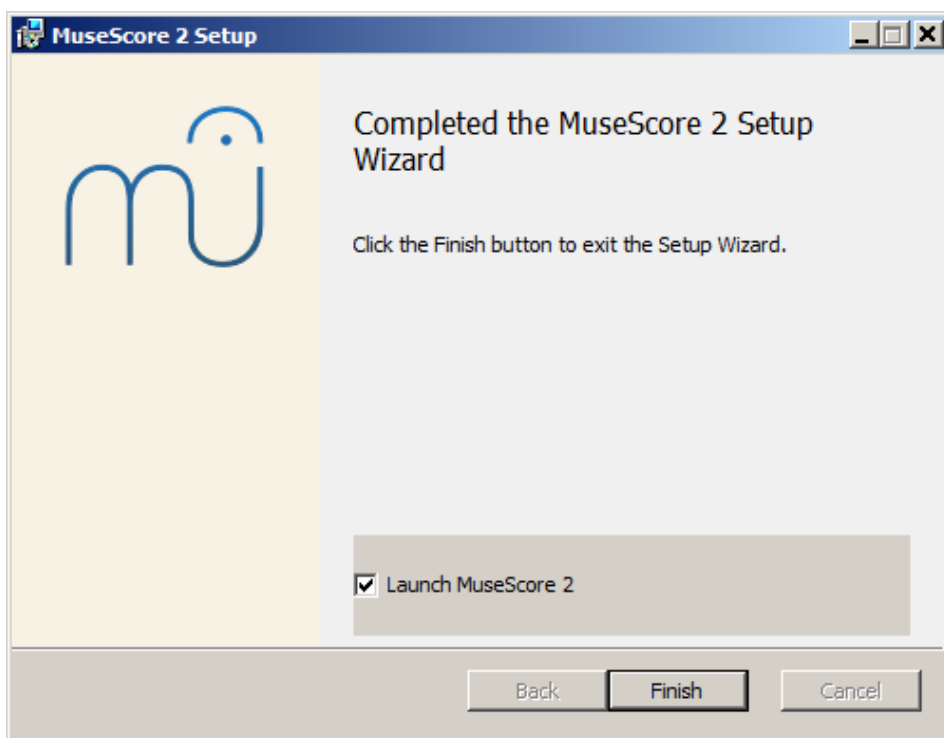 MuseScore 2 Setup
mu
Completed the MuseScore 2 Setup
Wizard
Click the Finish button to exit the Setup Wizard.
Launch MuseScore 2
Back Finish Cancel